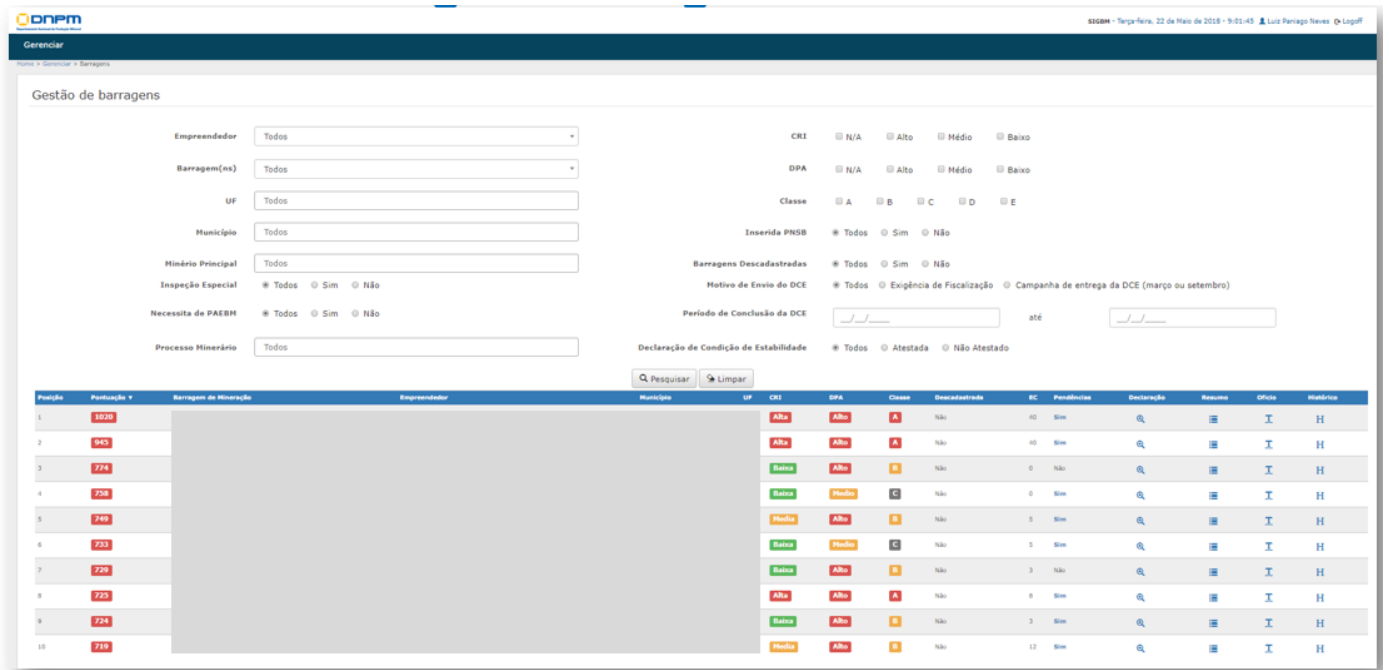 DNPM
Departamento Nacional de Produção Mineral
SIGBM - Terça-feira, 22 de Maio de 2018 - 9:01:45 Luiz Paniago Neves Logoff
Gerenciar
Home > Gerenciar > Barragens
Gestão de barragens
Empreendedor Todos CRI N/A Alto Médio Baixo
Barragem(ns) Todos DPA N/A Alto Médio Baixo
UF Todos Classe A B C D E
Município Todos Inserida PNSB Todos Sim Não
Minério Principal Todos Barragens Descadastradas Todos Sim Não
Inspeção Especial Todos Sim Não Motivo de Envio do DCE Todos Exigência de Fiscalização Campanha de entrega da DCE (março ou setembro)
Necessita de PAEBM Todos Sim Não Período de Conclusão da DCE __/__/____ até __/__/____
Processo Minerário Todos Declaração de Condição de Estabilidade Todos Atestada Não Atestado
Pesquisar Limpar
Posição Pontuação ▼ Barragem de Mineração Empreendedor Município UF CRI DPA Classe Descadastrada EC Pendências Declaração Resumo Ofício Histórico
1 1020 Alta Alto A Não 40 Sim H
2 945 Alta Alto A Não 40 Sim H
3 774 Baixa Alto B Não 0 Não H
4 758 Baixa Medio C Não 0 Sim H
5 749 Media Alto B Não 5 Sim H
6 733 Baixa Medio C Não 5 Sim H
7 729 Baixa Alto B Não 3 Não H
8 725 Alta Alto A Não 8 Sim H
9 724 Baixa Alto B Não 3 Sim H
10 719 Media Alto B Não 12 Sim H